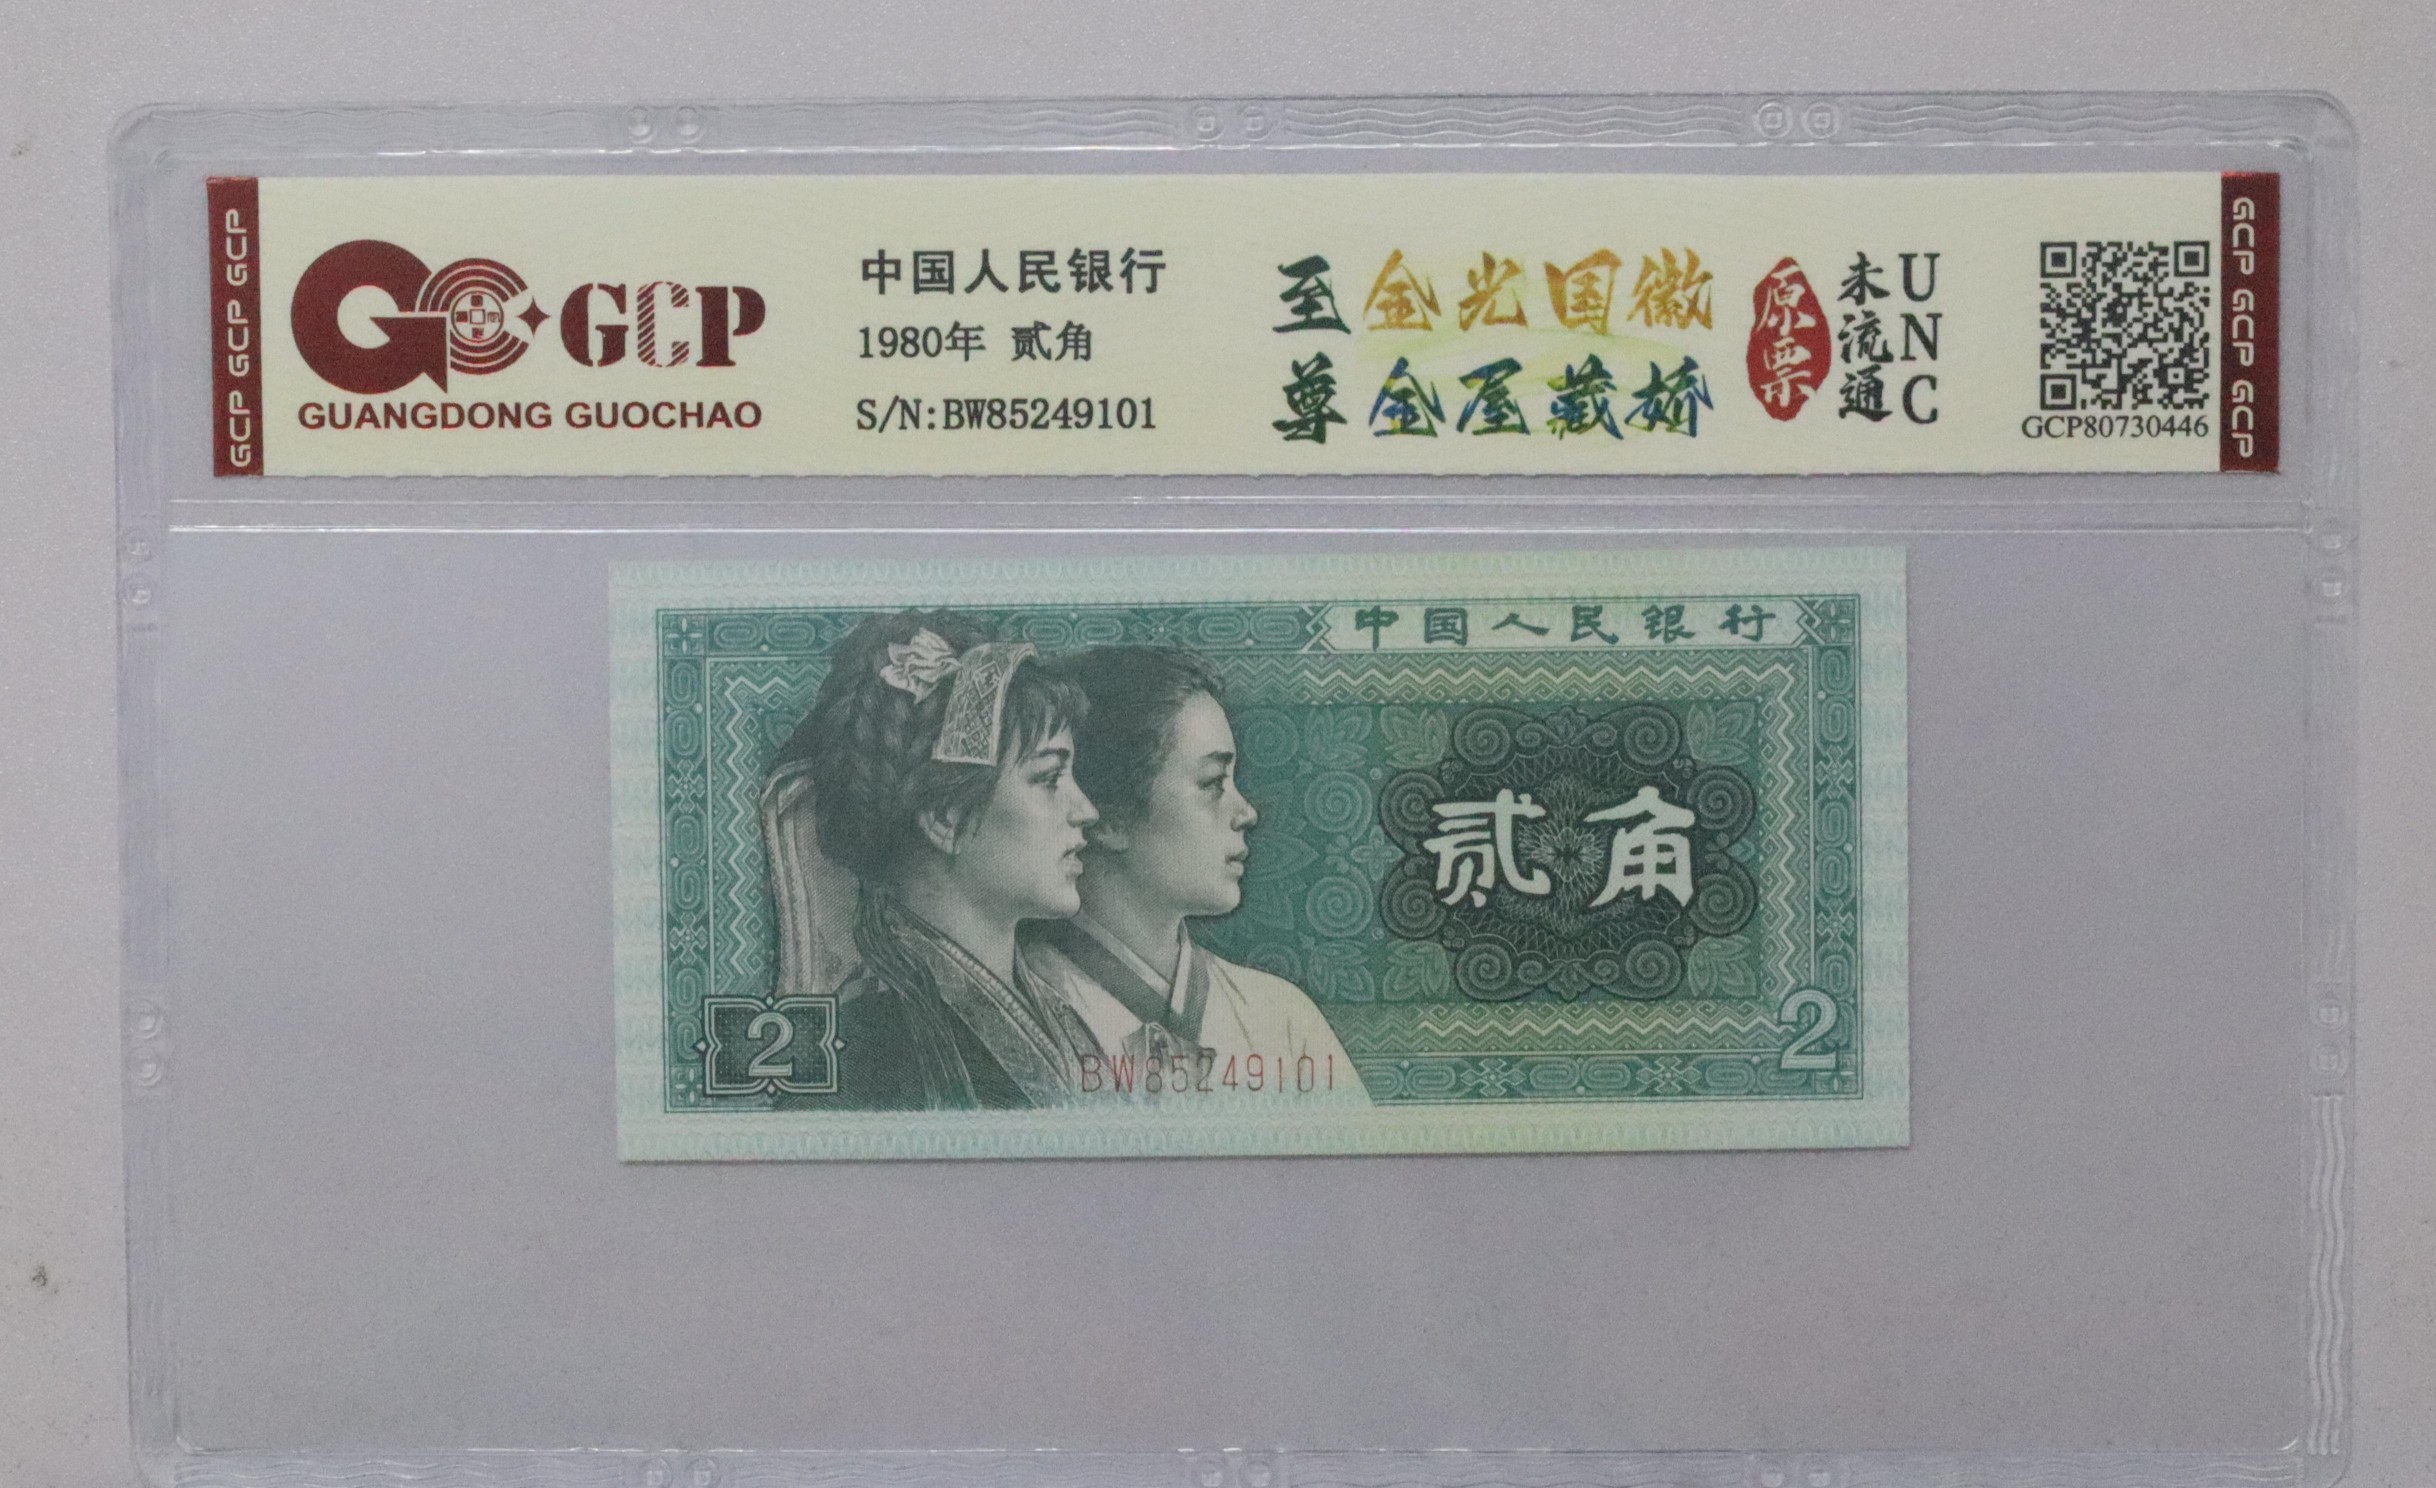 GCP GCP GCP
GCP
GUANGDONG GUOCHAO
中国人民银行
1980年 贰角
S/N:BW85249101
至尊
金光国徽
金屋藏娇
原票
未流通
UNC
GCP80730446
GCP GCP GCP
中国人民银行
贰角
2
2
BW85249101